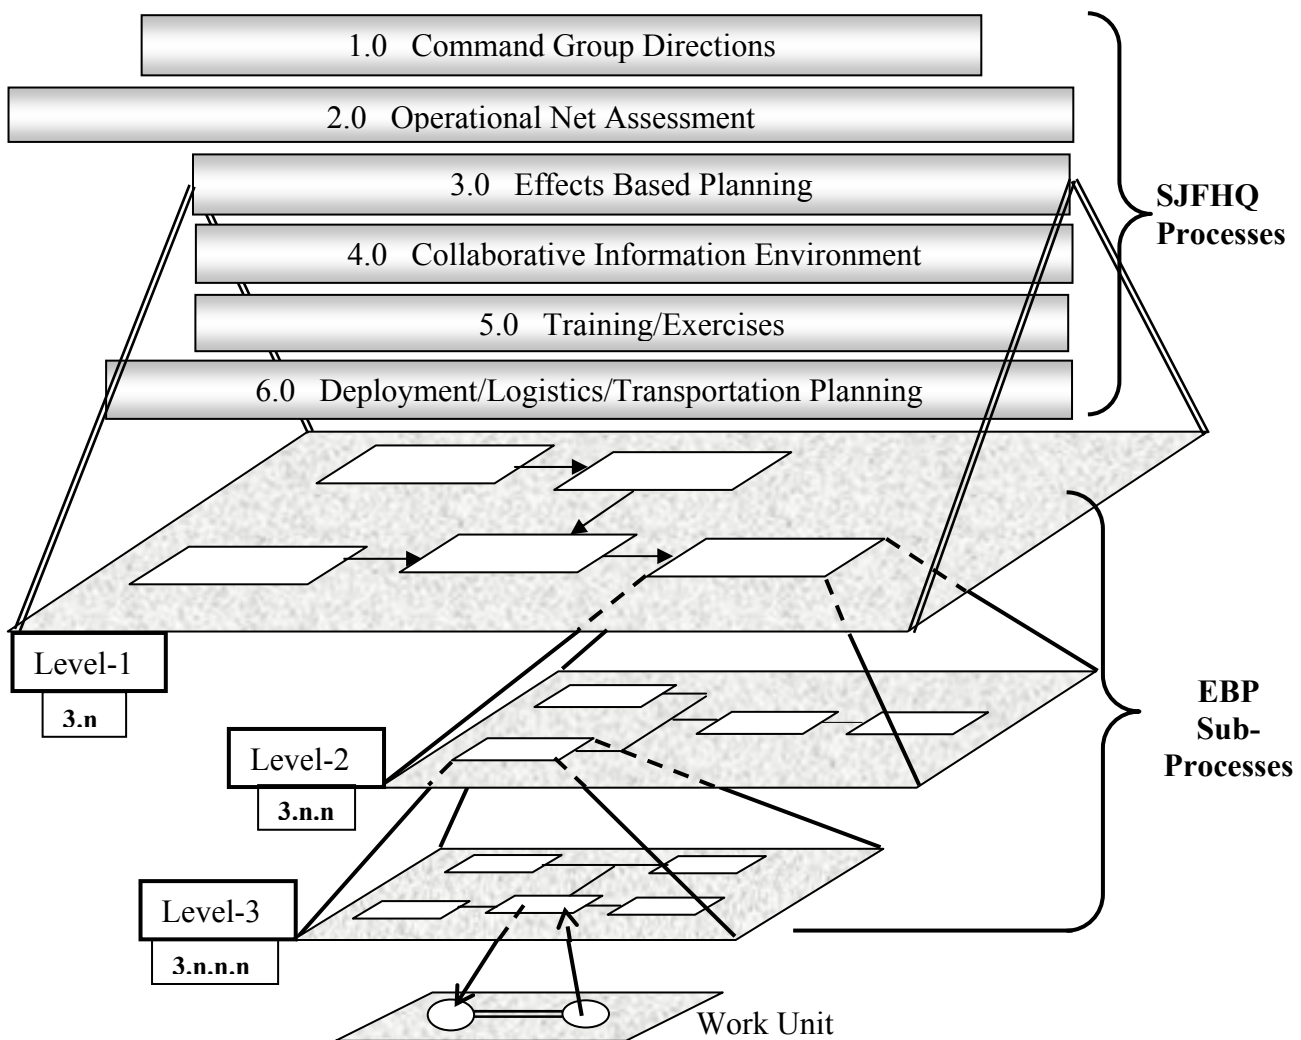 1.0 Command Group Directions
2.0 Operational Net Assessment
3.0 Effects Based Planning
SJFHQ
Processes
4.0 Collaborative Information Environment
5.0 Training/Exercises
6.0 Deployment/Logistics/Transportation Planning
Level-1
3.n
EBP
Sub-
Processes
Level-2
3.n.n
Level-3
3.n.n.n
Work Unit